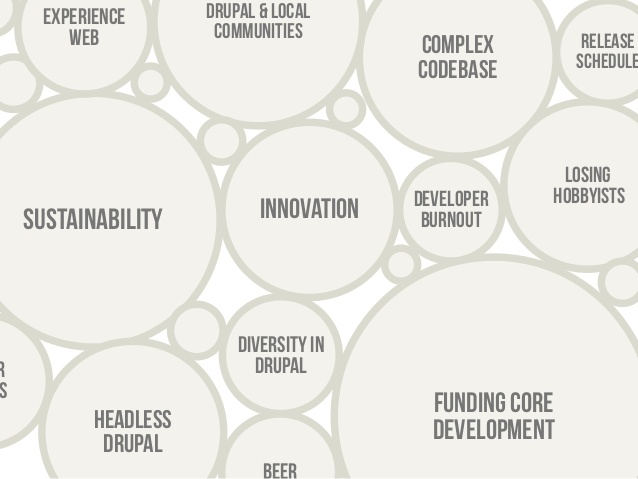 EXPERIENCE
WEB
DRUPAL & LOCAL
COMMUNITIES
COMPLEX
CODEBASE
RELEASE
SCHEDULE
SUSTAINABILITY
INNOVATION
DEVELOPER
BURNOUT
LOSING
HOBBYISTS
DIVERSITY IN
DRUPAL
R
S
HEADLESS
DRUPAL
FUNDING CORE
DEVELOPMENT
BEER